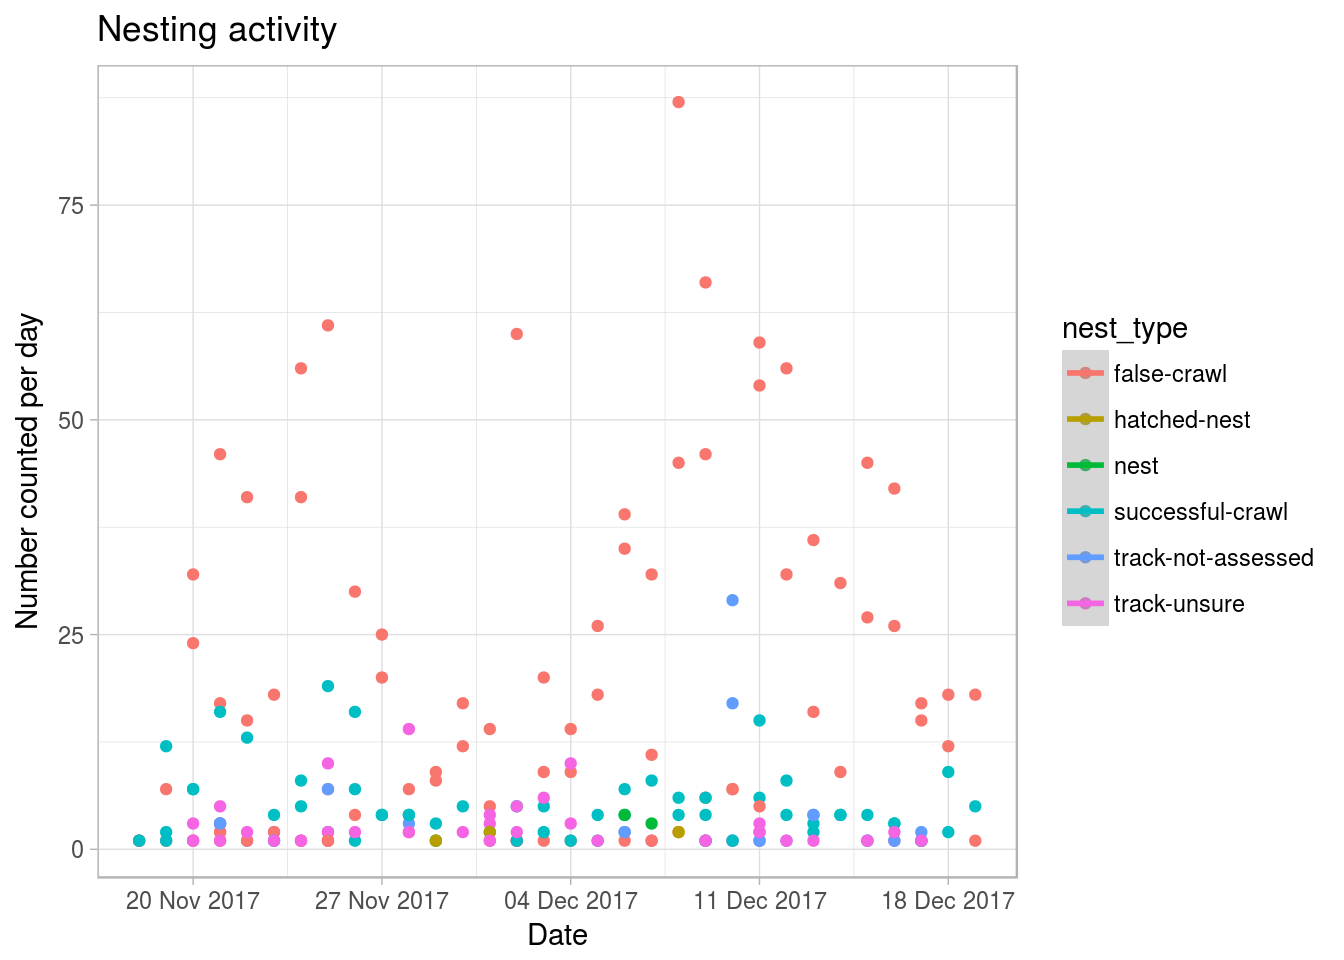 Nesting activity
Number counted per day
75
50
25
0
20 Nov 2017
27 Nov 2017
04 Dec 2017
11 Dec 2017
18 Dec 2017
Date
nest_type
false-crawl
hatched-nest
nest
successful-crawl
track-not-assessed
track-unsure